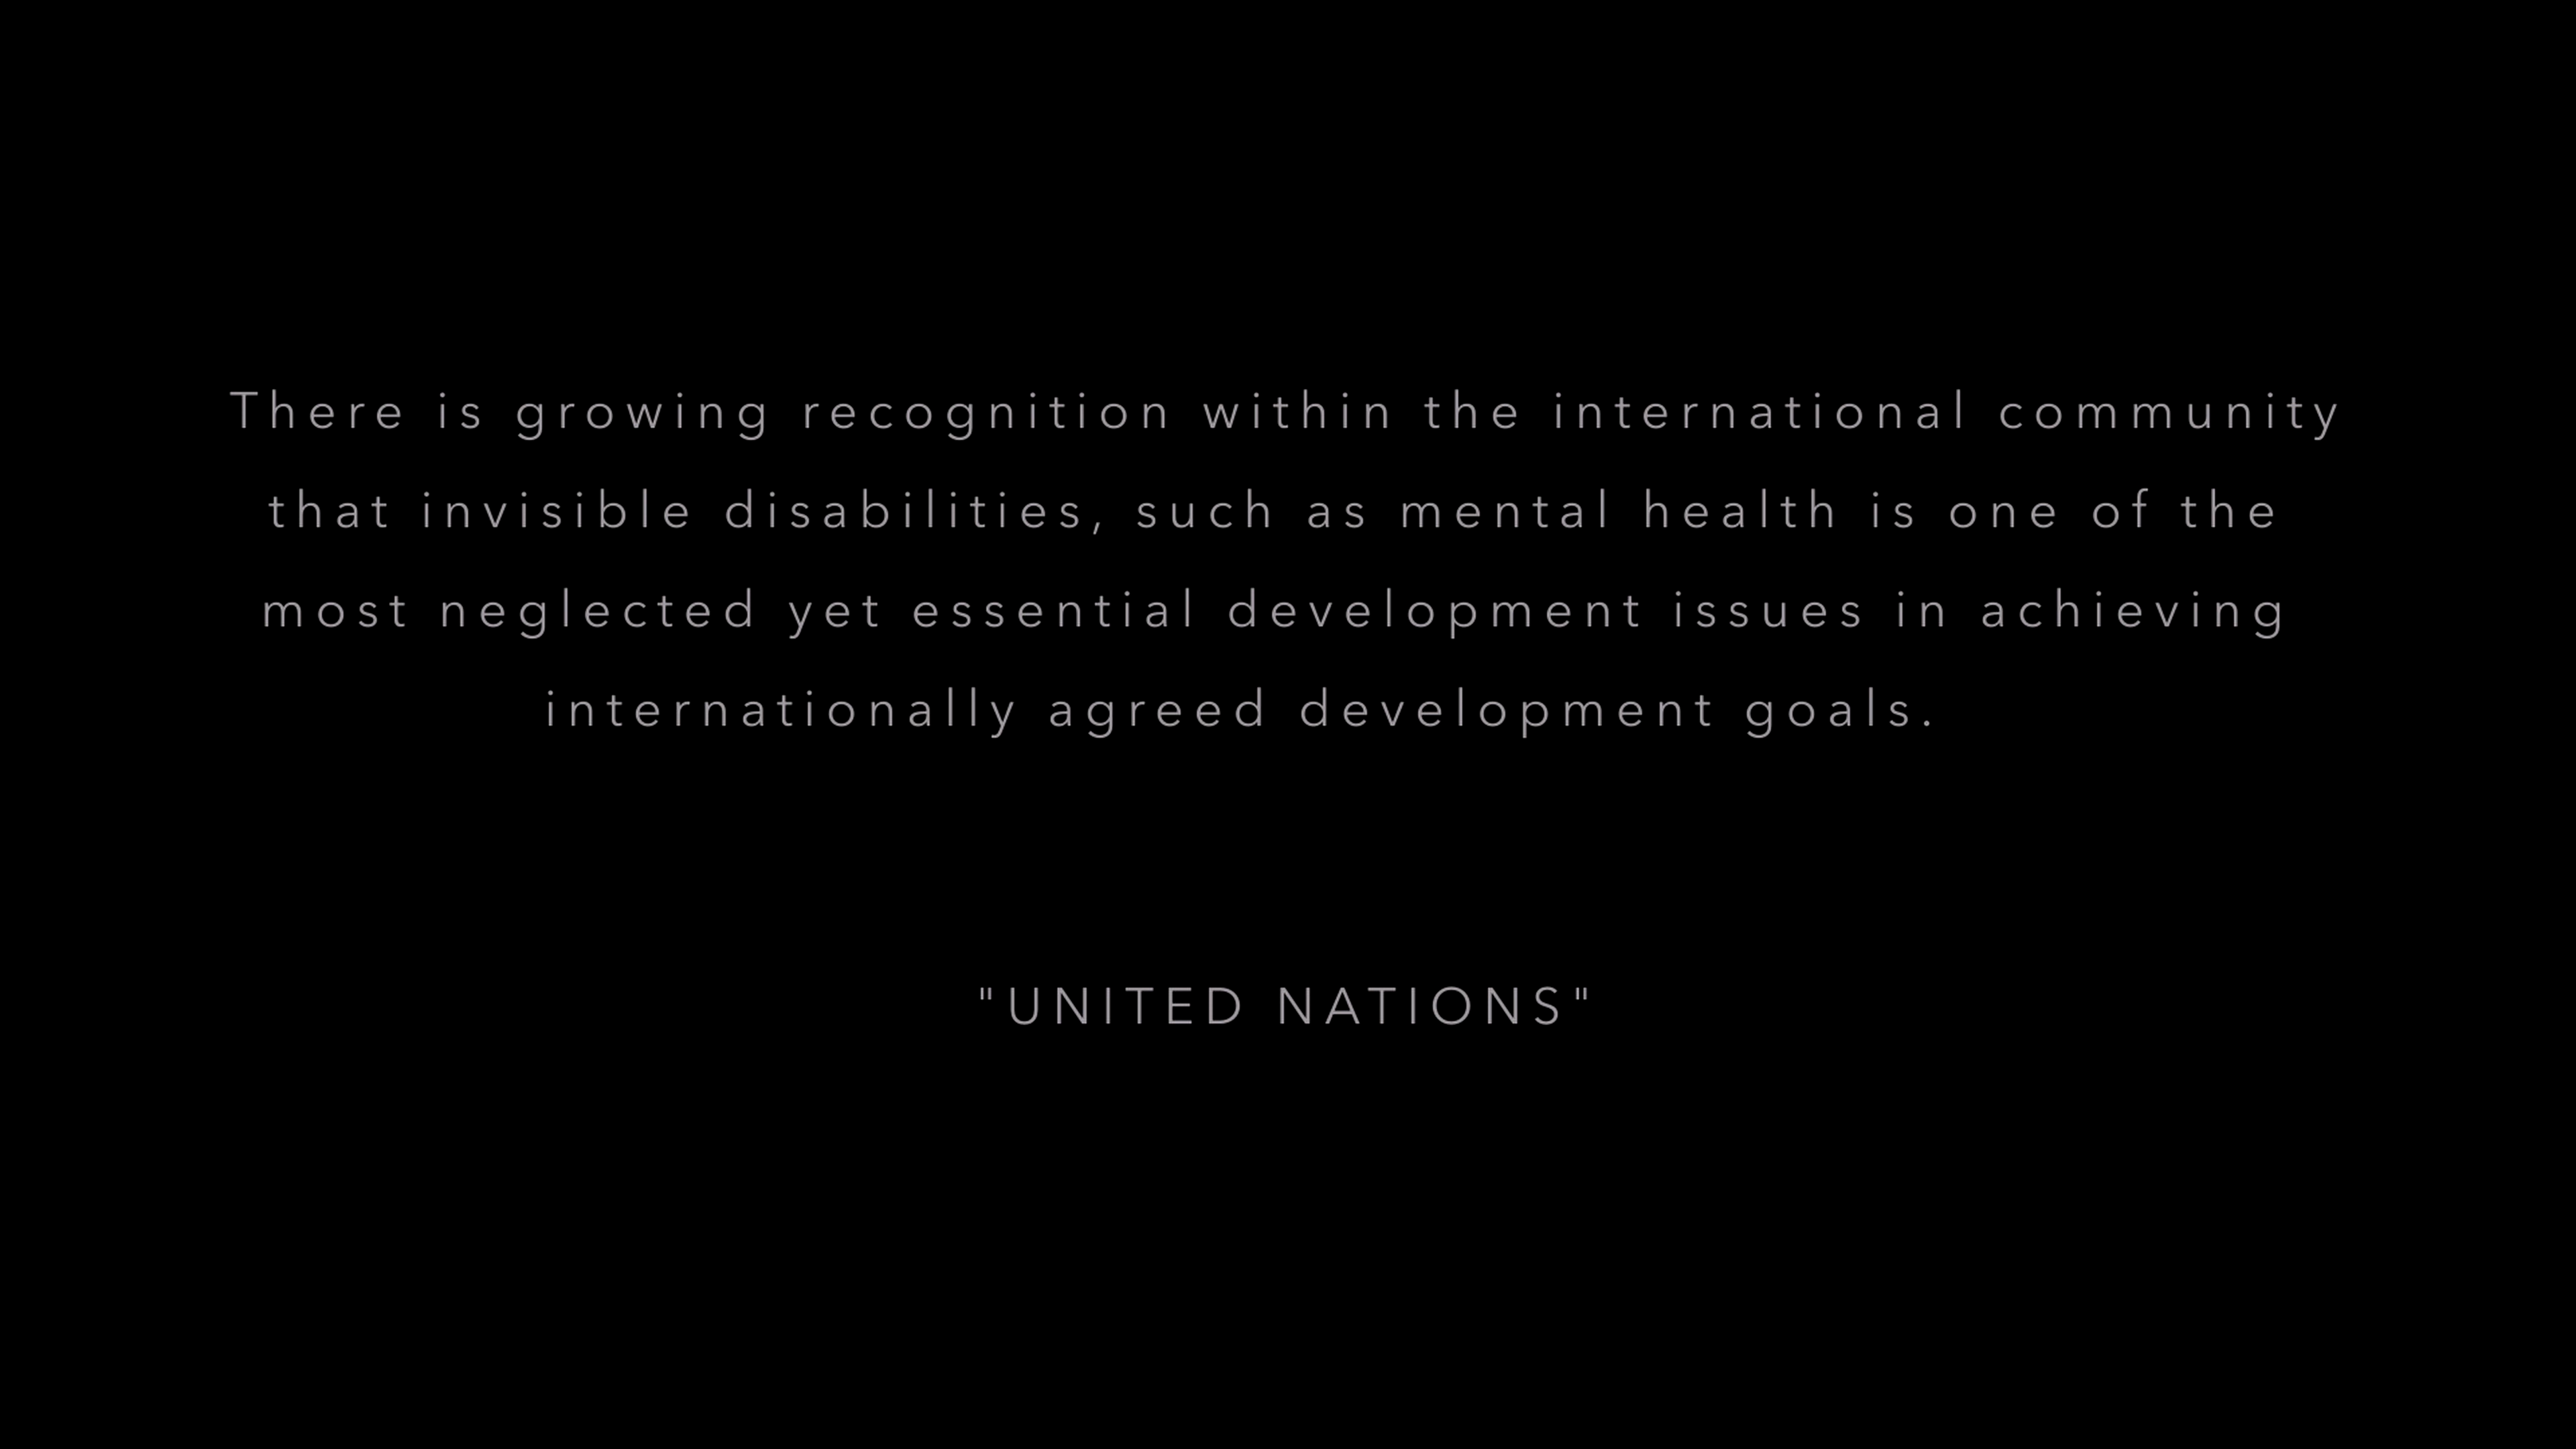 There is growing recognition within the international community
that invisible disabilities, such as mental health is one of the
most neglected yet essential development issues in achieving
internationally agreed development goals.
"UNITED NATIONS"